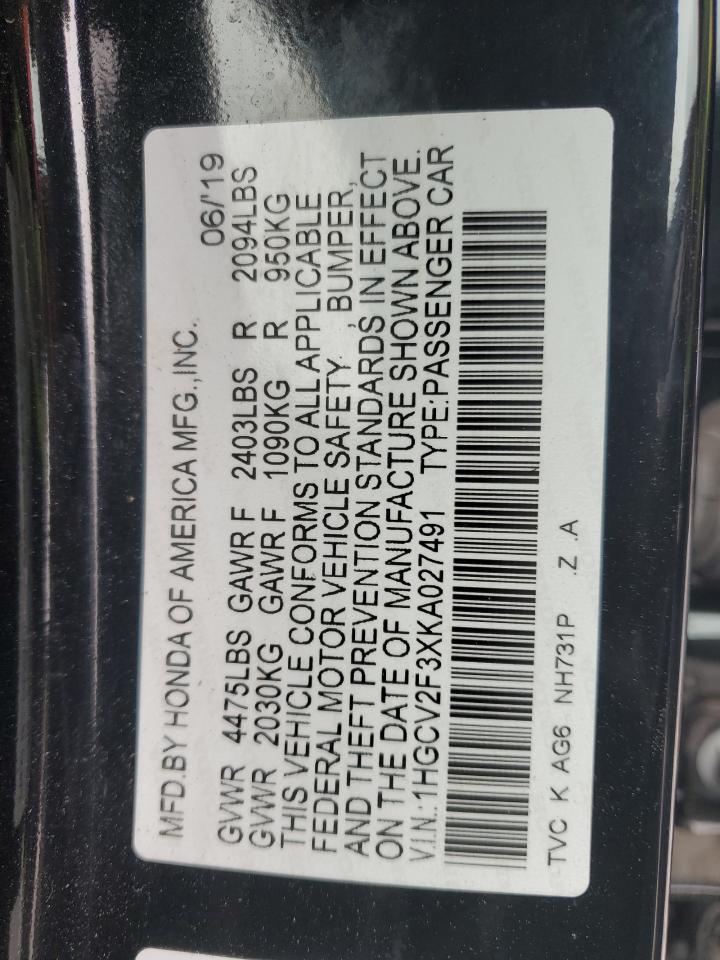 MFD.BY HONDA OF AMERICA MFG.,INC. 06/'19
GVWR 4475LBS GAWR F 2403LBS R 2094LBS
GVWR 2030KG GAWR F 1090KG R 950KG
THIS VEHICLE CONFORMS TO ALL APPLICABLE
FEDERAL MOTOR VEHICLE SAFETY , BUMPER,
AND THEFT PREVENTION STANDARDS IN EFFECT
ON THE DATE OF MANUFACTURE SHOWN ABOVE.
V.I.N.:1HGCV2F3XKA027491 TYPE:PASSENGER CAR
TVC K AG6 NH731P .Z .A